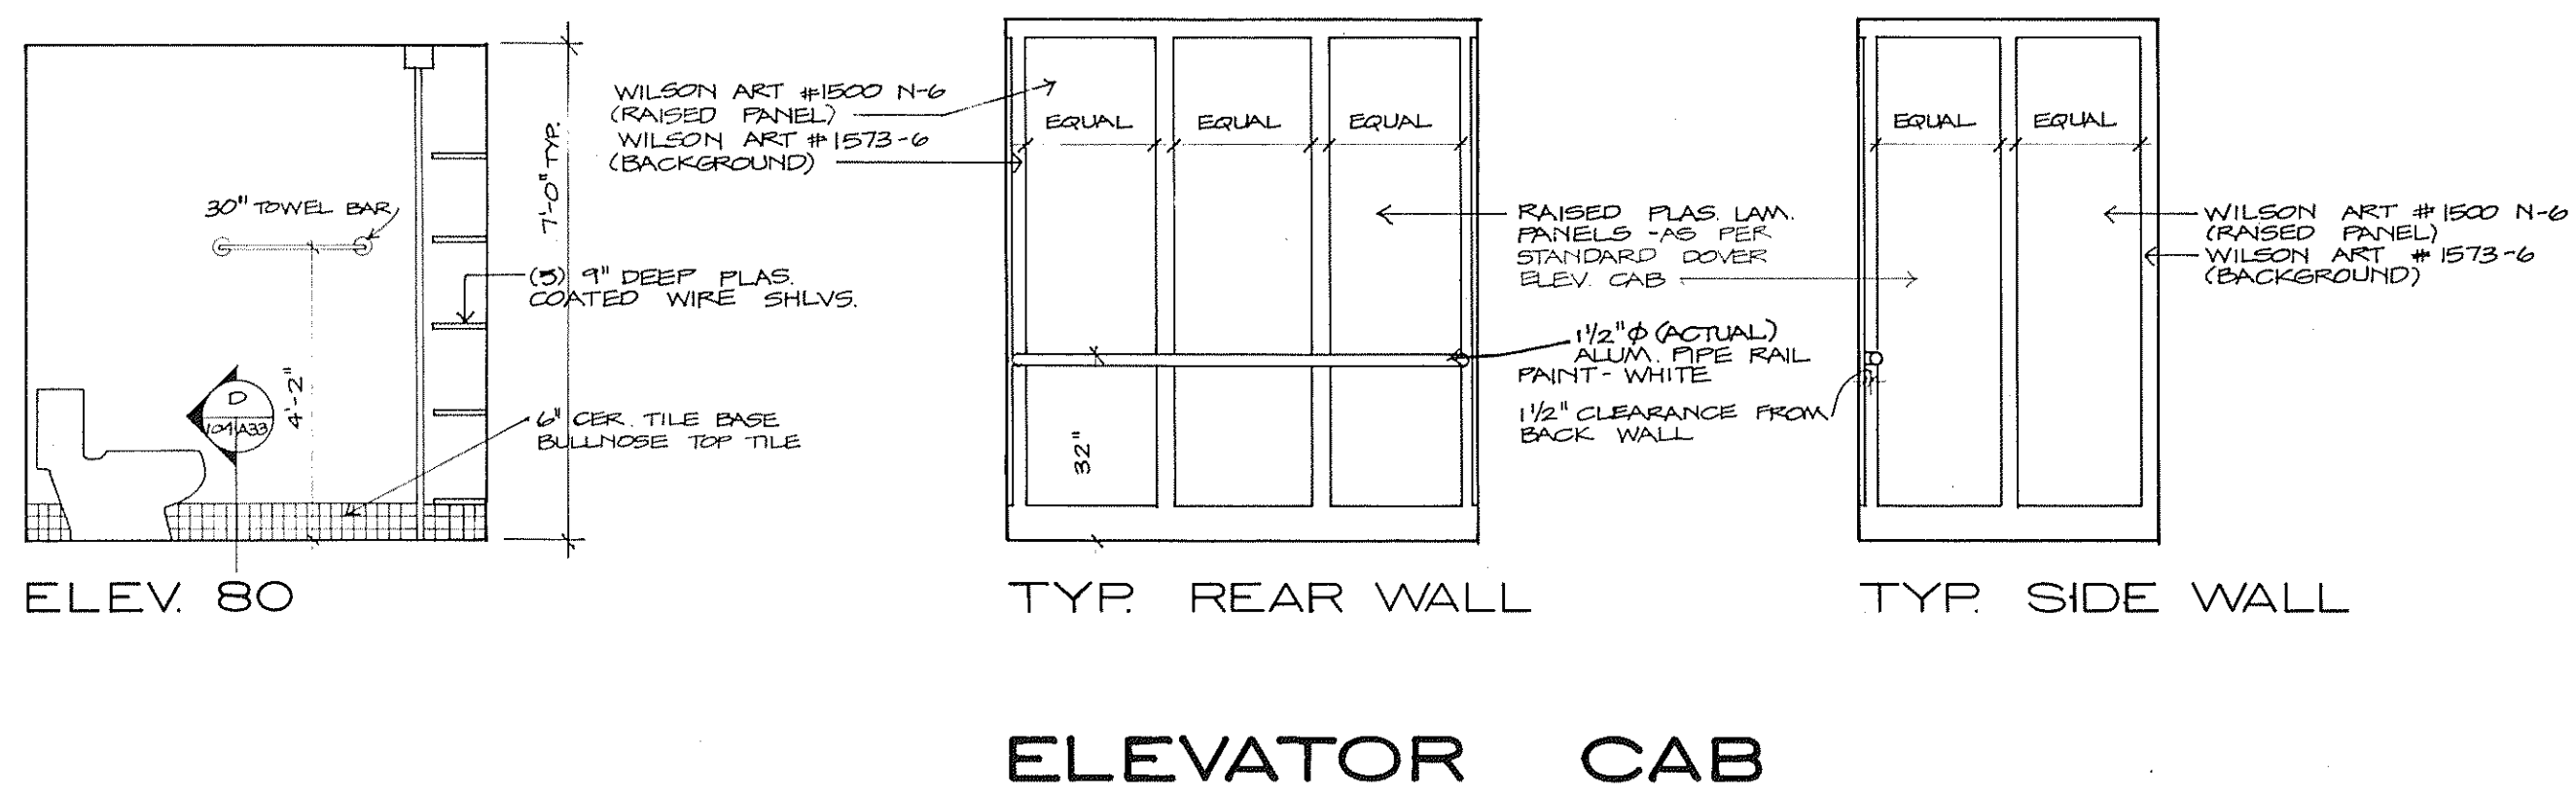 30" TOWEL BAR
(5) 9" DEEP PLAS.
COATED WIRE SHLVS.
7'-0" TYP.
D
104 A33
4'-2"
6" CER. TILE BASE
BULLNOSE TOP TILE
ELEV. 80
WILSON ART #1500 N-6
(RAISED PANEL)
WILSON ART #1573-6
(BACKGROUND)
EQUAL
EQUAL
EQUAL
32"
RAISED PLAS. LAM.
PANELS - AS PER
STANDARD DOVER
ELEV. CAB
1 1/2" Φ (ACTUAL)
ALUM. PIPE RAIL
PAINT - WHITE
1 1/2" CLEARANCE FROM
BACK WALL
TYP. REAR WALL
EQUAL
EQUAL
WILSON ART #1500 N-6
(RAISED PANEL)
WILSON ART #1573-6
(BACKGROUND)
TYP. SIDE WALL
ELEVATOR CAB